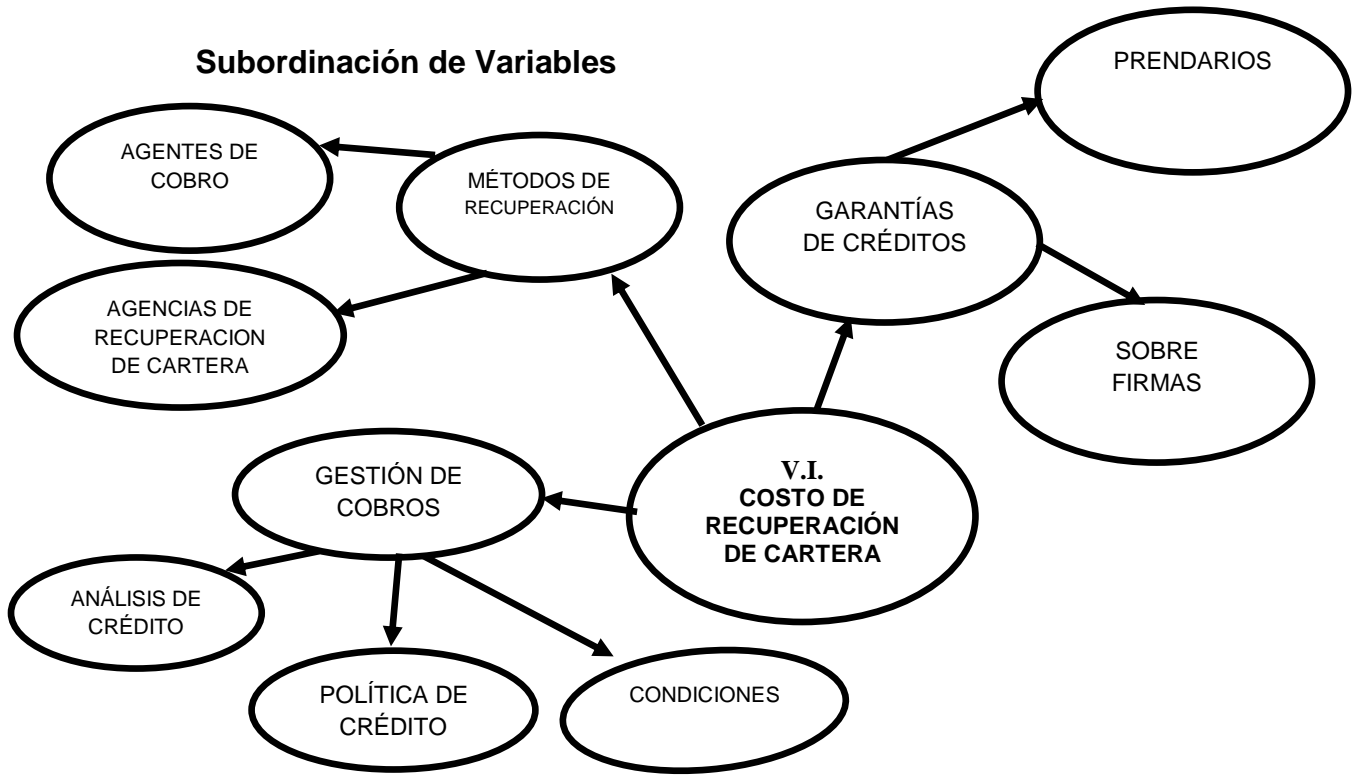 Subordinación de Variables
PRENDARIOS
AGENTES DE
COBRO
MÉTODOS DE
RECUPERACIÓN
GARANTÍAS
DE CRÉDITOS
AGENCIAS DE
RECUPERACION
DE CARTERA
SOBRE
FIRMAS
GESTIÓN DE
COBROS
V.I.
COSTO DE
RECUPERACIÓN
DE CARTERA
ANÁLISIS DE
CRÉDITO
POLÍTICA DE
CRÉDITO
CONDICIONES